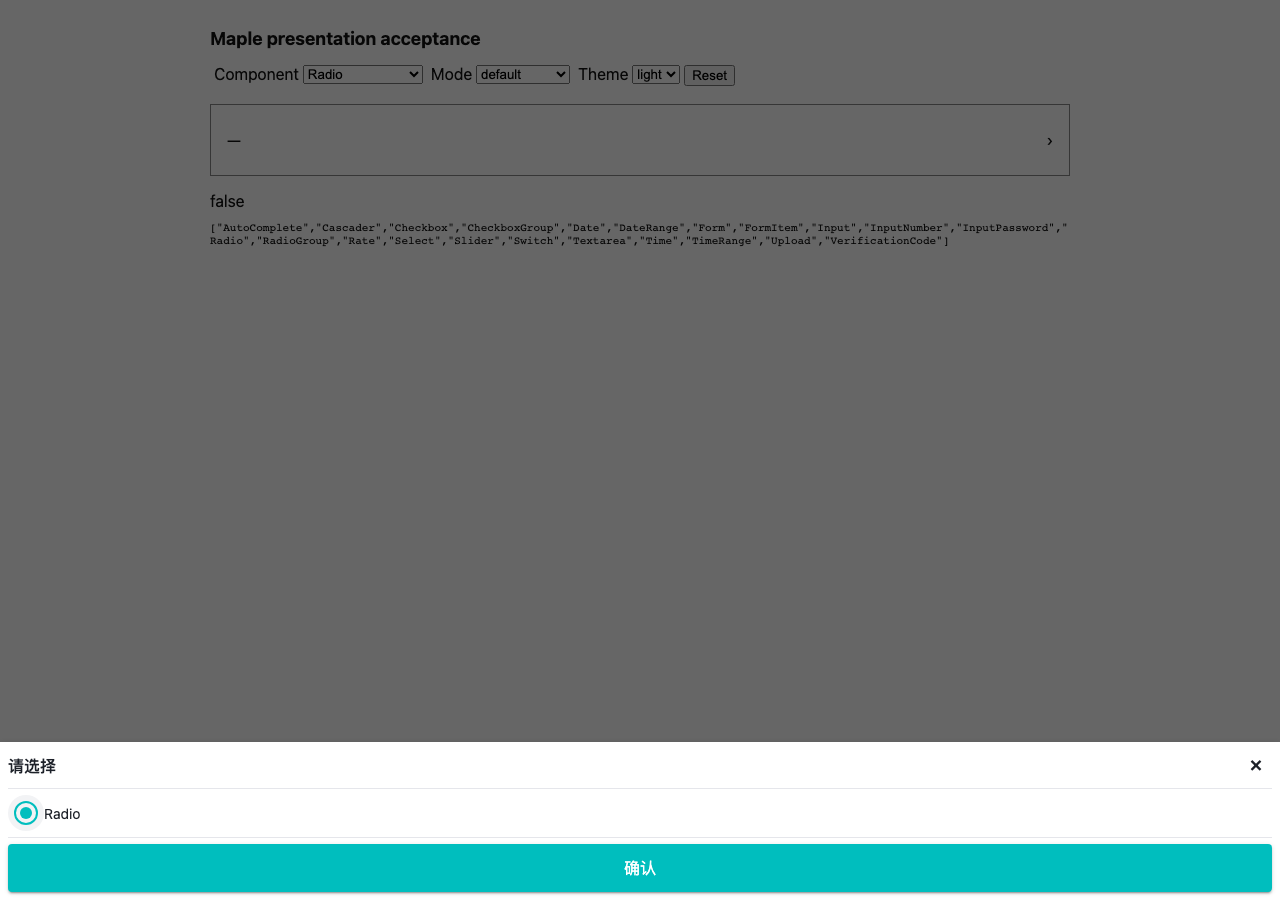 Maple presentation acceptance
Component Radio Mode default Theme light Reset
— ›
false
["AutoComplete","Cascader","Checkbox","CheckboxGroup","Date","DateRange","Form","FormItem","Input","InputNumber","InputPassword","
Radio","RadioGroup","Rate","Select","Slider","Switch","Textarea","Time","TimeRange","Upload","VerificationCode"]
请选择 ×
Radio
确认